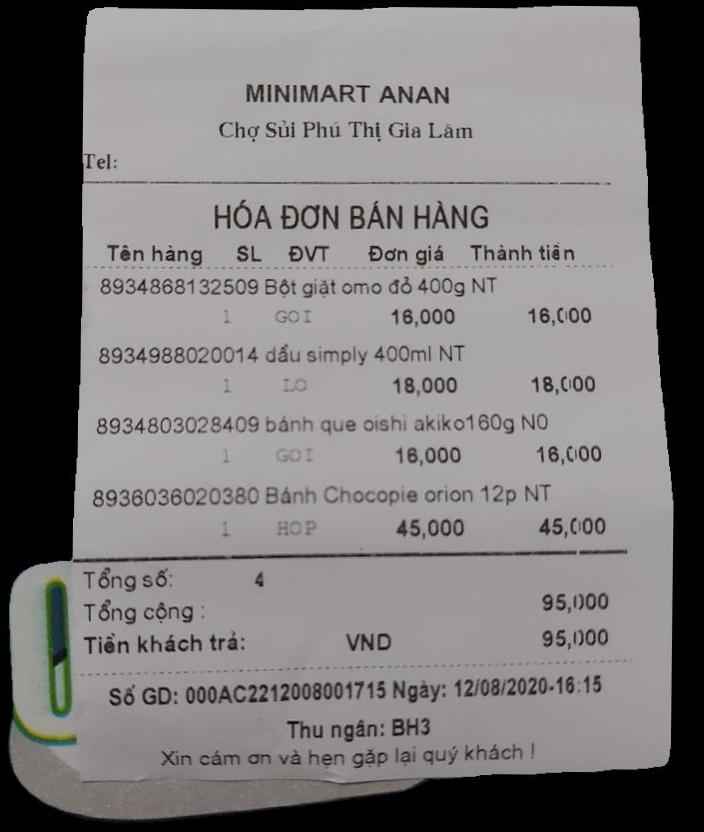 MINIMART ANAN
Chợ Sủi Phú Thị Gia Lâm
Tel:
HÓA ĐƠN BÁN HÀNG
Tên hàng SL ĐVT Đơn giá Thành tiền
8934868132509 Bột giặt omo đỏ 400g NT
1 GOI 16,000 16,000
8934988020014 dầu simply 400ml NT
1 LO 18,000 18,000
8934803028409 bánh que oishi akiko160g N0
1 GOI 16,000 16,000
8936036020380 Bánh Chocopie orion 12p NT
1 HOP 45,000 45,000
Tổng số: 4
Tổng cộng : 95,000
Tiền khách trả: VND 95,000
Số GD: 000AC2212008001715 Ngày: 12/08/2020-16:15
Thu ngân: BH3
Xin cám ơn và hẹn gặp lại quý khách !